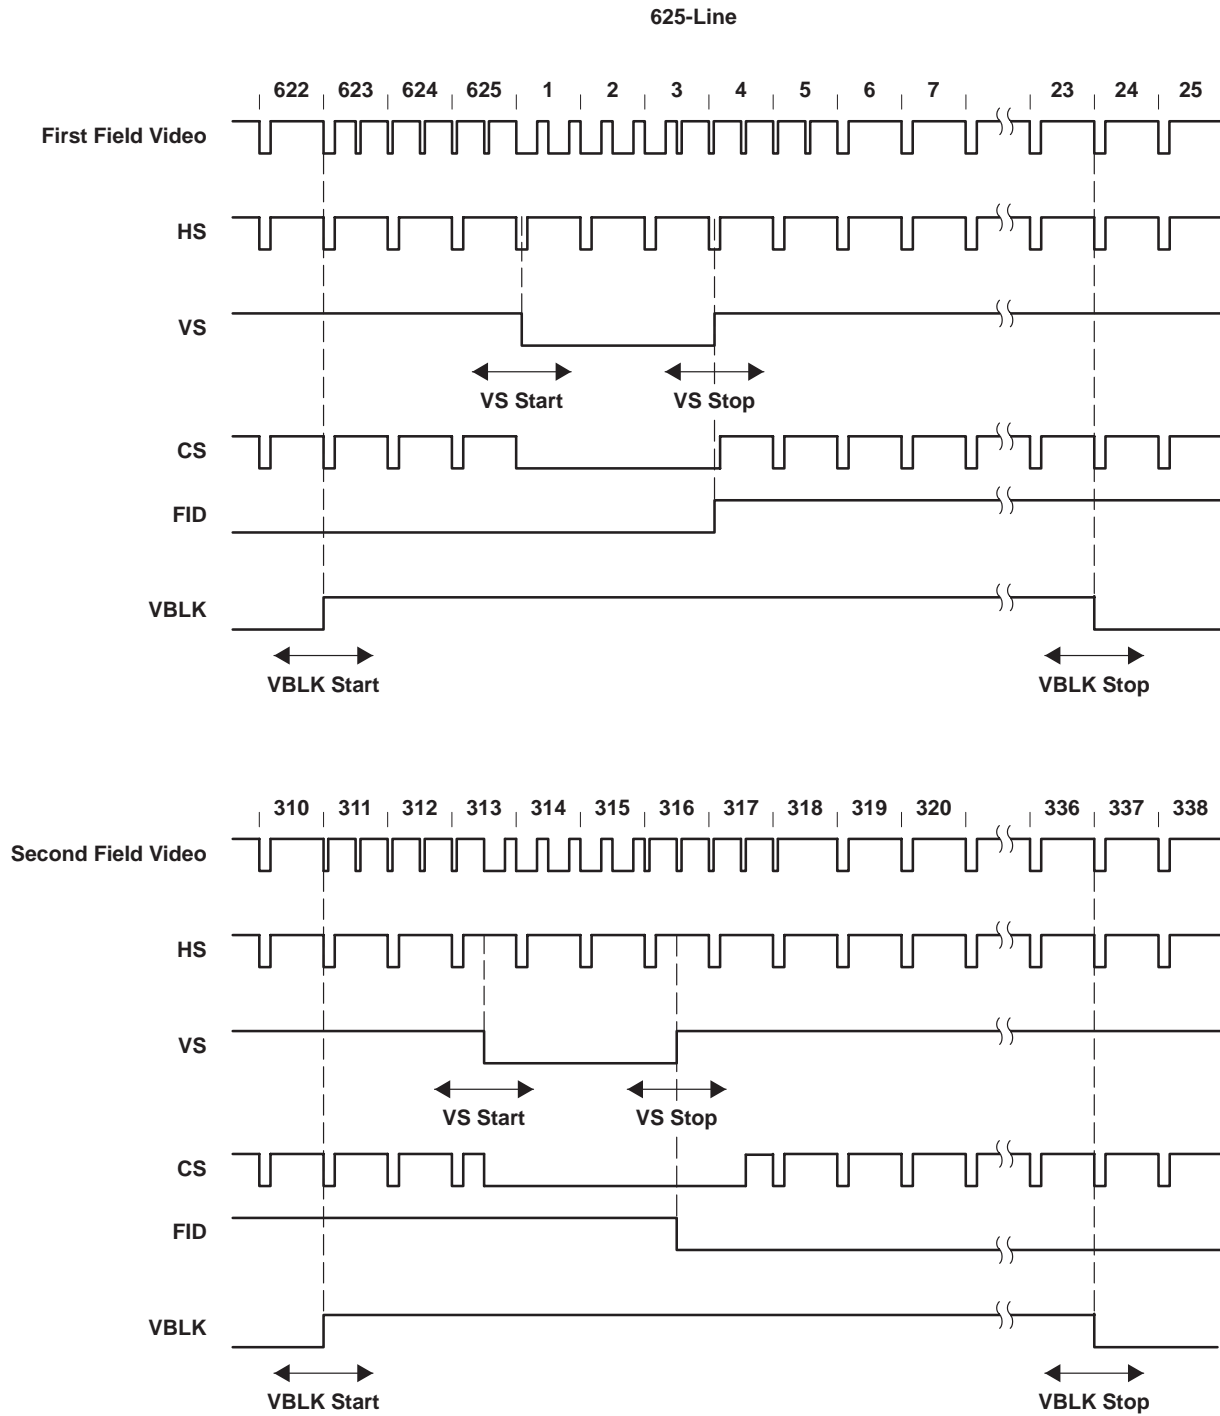 625-Line
622 623 624 625 1 2 3 4 5 6 7 23 24 25
First Field Video
HS
VS
VS Start VS Stop
CS
FID
VBLK
VBLK Start VBLK Stop
310 311 312 313 314 315 316 317 318 319 320 336 337 338
Second Field Video
HS
VS
VS Start VS Stop
CS
FID
VBLK
VBLK Start VBLK Stop